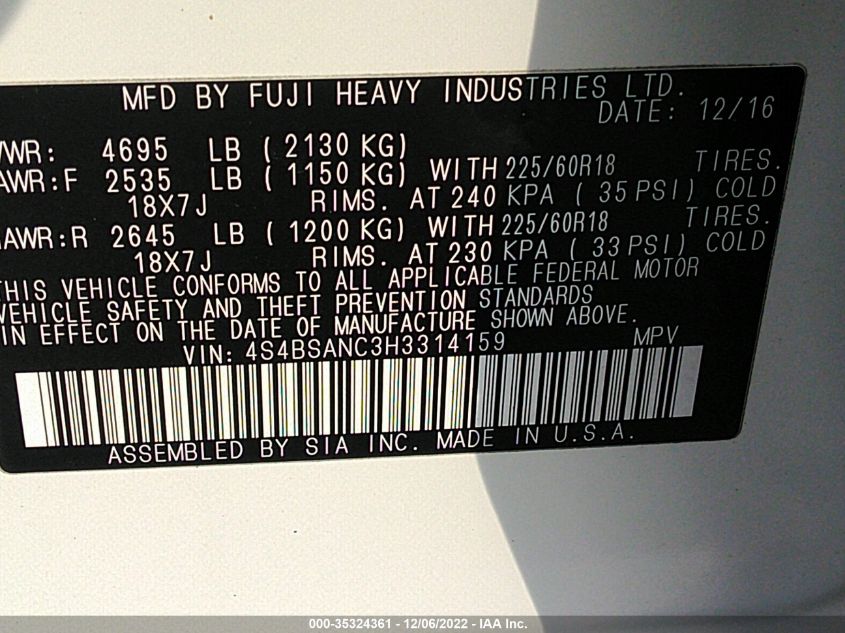 MFD BY FUJI HEAVY INDUSTRIES LTD.
DATE: 12/16
VWR: 4695 LB ( 2130 KG)
AWR:F 2535 LB ( 1150 KG) WITH 225/60R18 TIRES.
18X7J RIMS. AT 240 KPA ( 35 PSI) COLD
AWR:R 2645 LB ( 1200 KG) WITH 225/60R18 TIRES.
18X7J RIMS. AT 230 KPA ( 33 PSI) COLD
THIS VEHICLE CONFORMS TO ALL APPLICABLE FEDERAL MOTOR
VEHICLE SAFETY AND THEFT PREVENTION STANDARDS
IN EFFECT ON THE DATE OF MANUFACTURE SHOWN ABOVE.
VIN: 4S4BSANC3H3314159 MPV
ASSEMBLED BY SIA INC. MADE IN U.S.A.
000-35324361 - 12/06/2022 - IAA Inc.